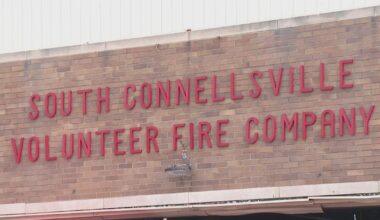 SOUTH CONNELLSVILLE
VOLUNTEER FIRE COMPANY